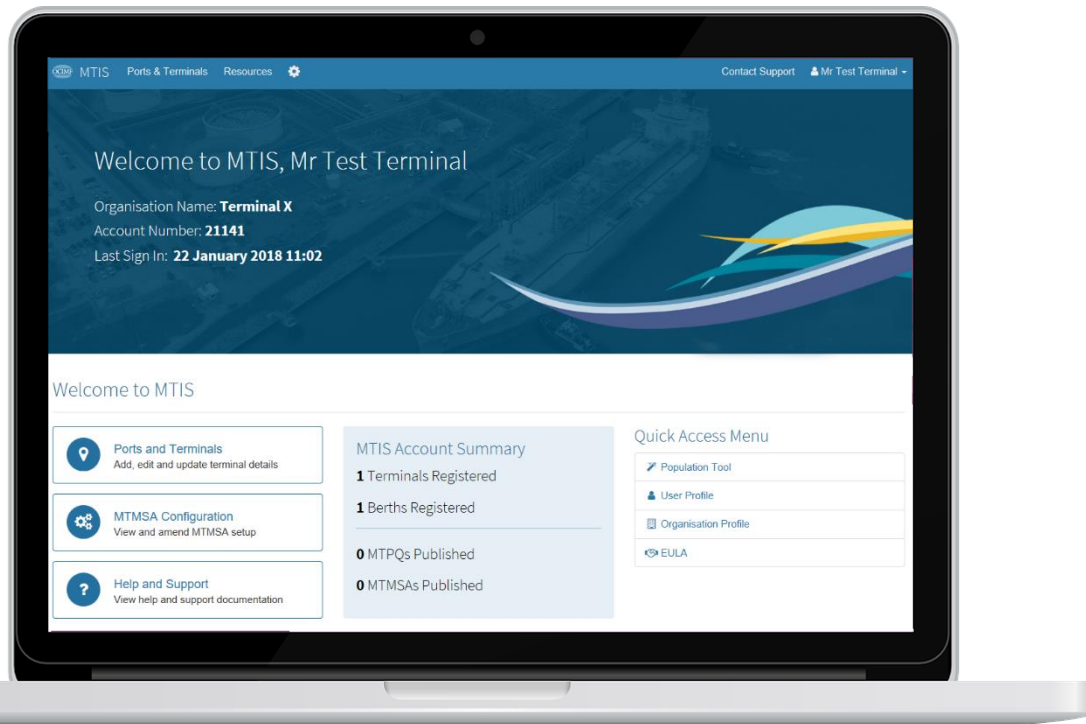 OCIMF MTIS Ports & Terminals Resources Contact Support Mr Test Terminal
Welcome to MTIS, Mr Test Terminal
Organisation Name: Terminal X
Account Number: 21141
Last Sign In: 22 January 2018 11:02
Welcome to MTIS
Ports and Terminals
Add, edit and update terminal details
MTMSA Configuration
View and amend MTMSA setup
Help and Support
View help and support documentation
MTIS Account Summary
1 Terminals Registered
1 Berths Registered
0 MTPQs Published
0 MTMSAs Published
Quick Access Menu
Population Tool
User Profile
Organisation Profile
EULA